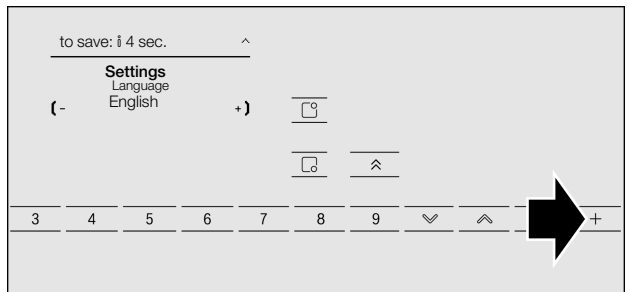 to save: i 4 sec.
Settings
Language
- English +
3 4 5 6 7 8 9 +